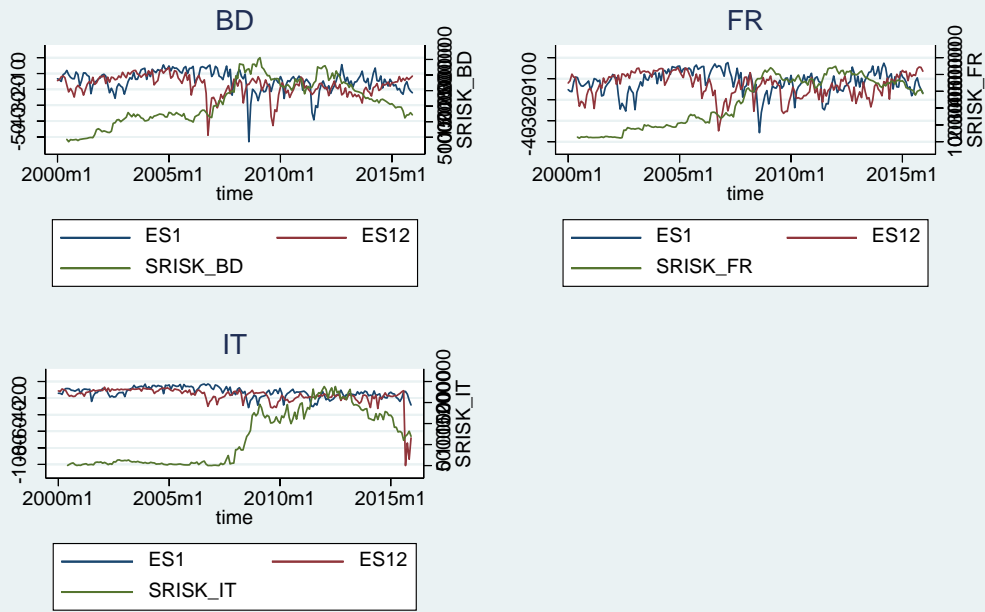 BD
SRISK_BD
2000m1 2005m1 2010m1 2015m1
time
ES1 ES12
SRISK_BD
FR
SRISK_FR
2000m1 2005m1 2010m1 2015m1
time
ES1 ES12
SRISK_FR
IT
SRISK_IT
2000m1 2005m1 2010m1 2015m1
time
ES1 ES12
SRISK_IT